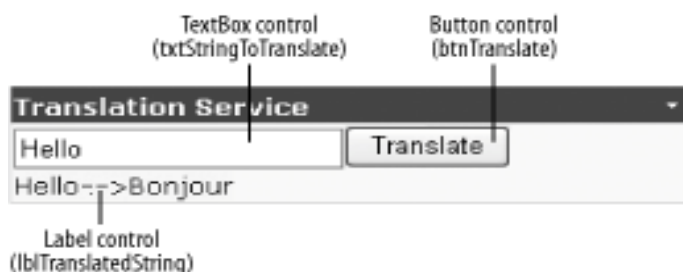 TextBox control
(txtStringToTranslate)
Button control
(btnTranslate)
Translation Service
Hello
Translate
Hello-->Bonjour
Label control
(lblTranslatedString)